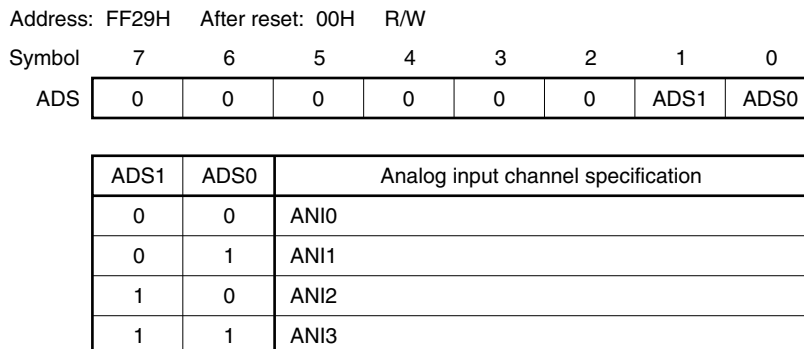 Address: FF29H After reset: 00H R/W
Symbol 7 6 5 4 3 2 1 0
ADS 0 0 0 0 0 0 ADS1 ADS0
ADS1 ADS0 Analog input channel specification
0 0 ANI0
0 1 ANI1
1 0 ANI2
1 1 ANI3